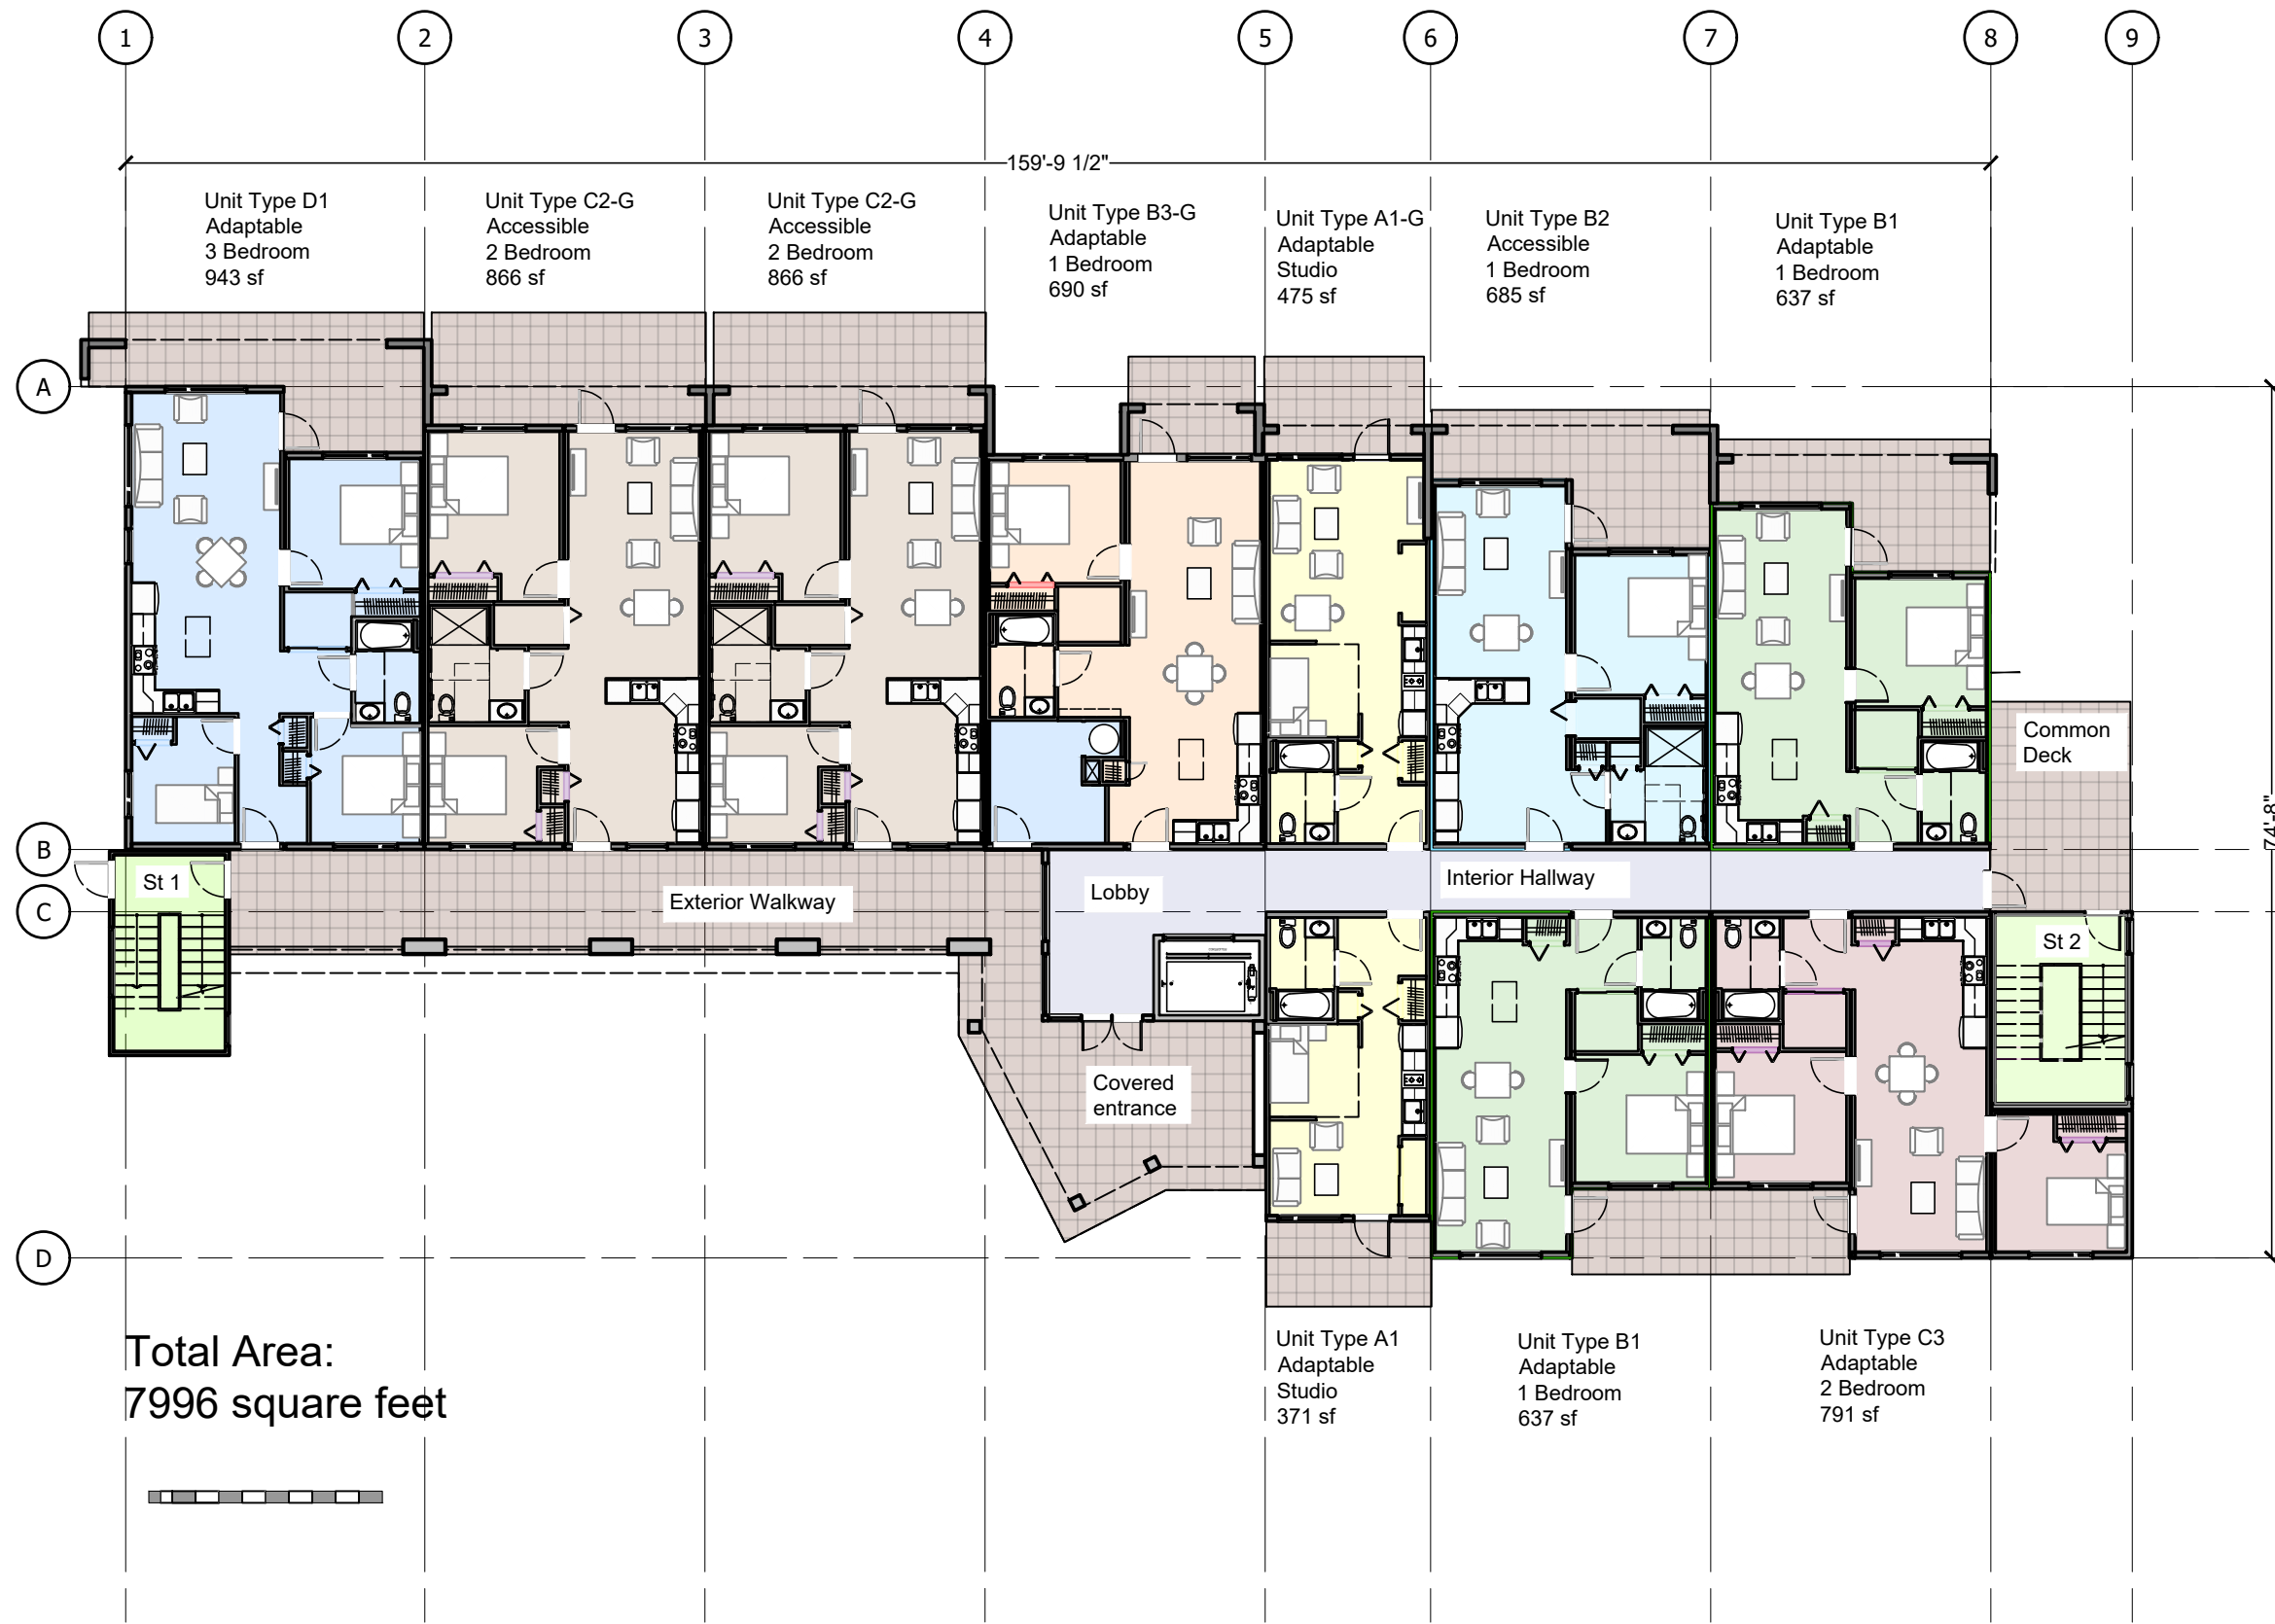 1 2 3 4 5 6 7 8 9
159'-9 1/2"
Unit Type D1
Adaptable
3 Bedroom
943 sf
Unit Type C2-G
Accessible
2 Bedroom
866 sf
Unit Type C2-G
Accessible
2 Bedroom
866 sf
Unit Type B3-G
Adaptable
1 Bedroom
690 sf
Unit Type A1-G
Adaptable
Studio
475 sf
Unit Type B2
Accessible
1 Bedroom
685 sf
Unit Type B1
Adaptable
1 Bedroom
637 sf
A
Common
Deck
74'-8"
B
St 1
Exterior Walkway
Lobby
Interior Hallway
C
St 2
Covered
entrance
D
Unit Type A1
Adaptable
Studio
371 sf
Unit Type B1
Adaptable
1 Bedroom
637 sf
Unit Type C3
Adaptable
2 Bedroom
791 sf
Total Area:
7996 square feet